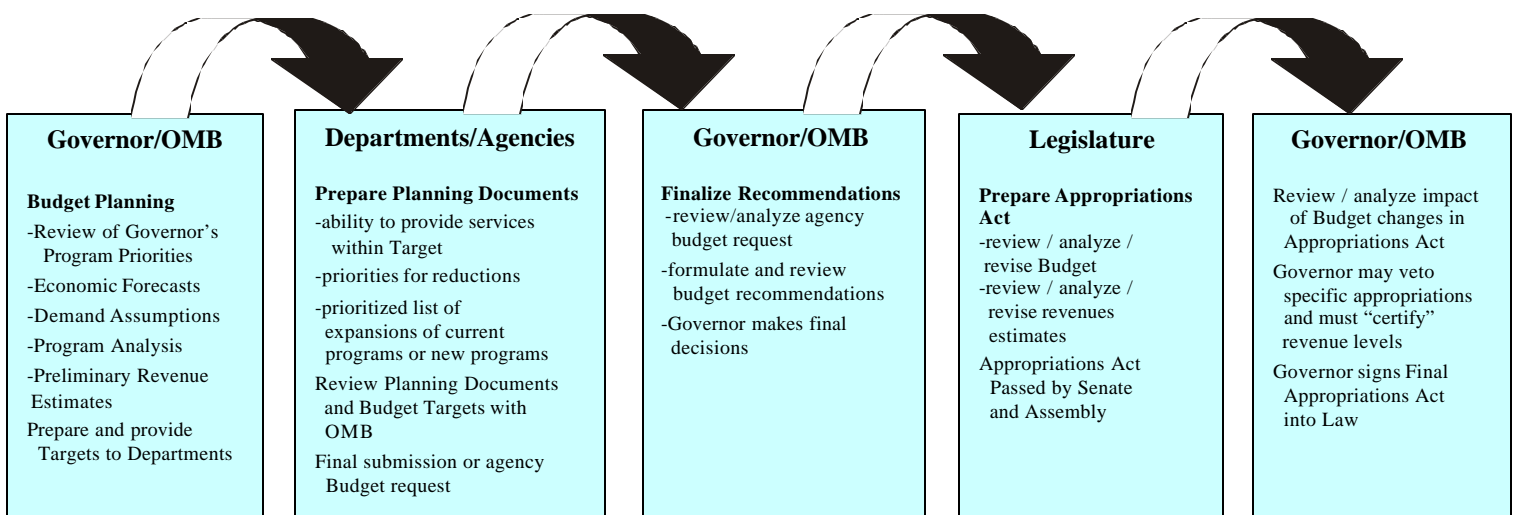 Governor/OMB
Budget Planning
-Review of Governor's
Program Priorities
-Economic Forecasts
-Demand Assumptions
-Program Analysis
-Preliminary Revenue
Estimates
Prepare and provide
Targets to Departments
Departments/Agencies
Prepare Planning Documents
-ability to provide services
within Target
-priorities for reductions
-prioritized list of
expansions of current
programs or new programs
Review Planning Documents
and Budget Targets with
OMB
Final submission or agency
Budget request
Governor/OMB
Finalize Recommendations
-review/analyze agency
budget request
-formulate and review
budget recommendations
-Governor makes final
decisions
Legislature
Prepare Appropriations
Act
-review / analyze /
revise Budget
-review / analyze /
revise revenues
estimates
Appropriations Act
Passed by Senate
and Assembly
Governor/OMB
Review / analyze impact
of Budget changes in
Appropriations Act
Governor may veto
specific appropriations
and must “certify”
revenue levels
Governor signs Final
Appropriations Act
into Law